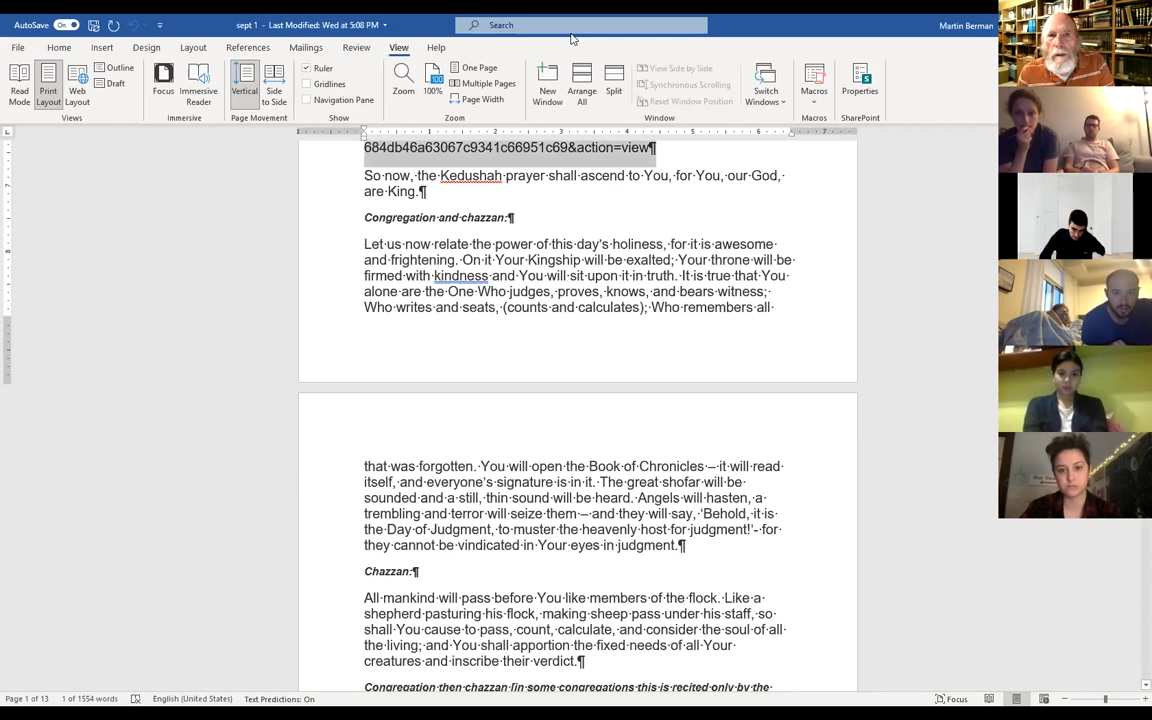 AutoSave On sept 1 - Last Modified: Wed at 5:08 PM Search Martin Berman
File Home Insert Design Layout References Mailings Review View Help
Read Mode Print Layout Web Layout Outline Draft Focus Immersive Reader Vertical Side to Side Ruler Gridlines Navigation Pane Zoom 100 100% One Page Multiple Pages Page Width New Window Arrange All Split View Side by Side Synchronous Scrolling Reset Window Position Switch Windows Macros Properties
Views Immersive Page Movement Show Zoom Window Macros SharePoint
1 2 3 4 5 6 7
684db46a63067c9341c66951c69&action=view¶
So now, the Kedushah prayer shall ascend to You, for You, our God,
are King.¶
Congregation and chazzan:¶
Let us now relate the power of this day's holiness, for it is awesome
and frightening. On it Your Kingship will be exalted; Your throne will be
firmed with kindness and You will sit upon it in truth. It is true that You
alone are the One Who judges, proves, knows, and bears witness;
Who writes and seats, (counts and calculates); Who remembers all
that was forgotten. You will open the Book of Chronicles – it will read
itself, and everyone's signature is in it. The great shofar will be
sounded and a still, thin sound will be heard. Angels will hasten, a
trembling and terror will seize them – and they will say, 'Behold, it is
the Day of Judgment, to muster the heavenly host for judgment!'- for
they cannot be vindicated in Your eyes in judgment.¶
Chazzan:¶
All mankind will pass before You like members of the flock. Like a
shepherd pasturing his flock, making sheep pass under his staff, so
shall You cause to pass, count, calculate, and consider the soul of all
the living; and You shall apportion the fixed needs of all Your
creatures and inscribe their verdict.¶
Congregation then chazzan [in some congregations this is recited only by the
Page 1 of 13 1 of 1554 words English (United States) Text Predictions: On Focus